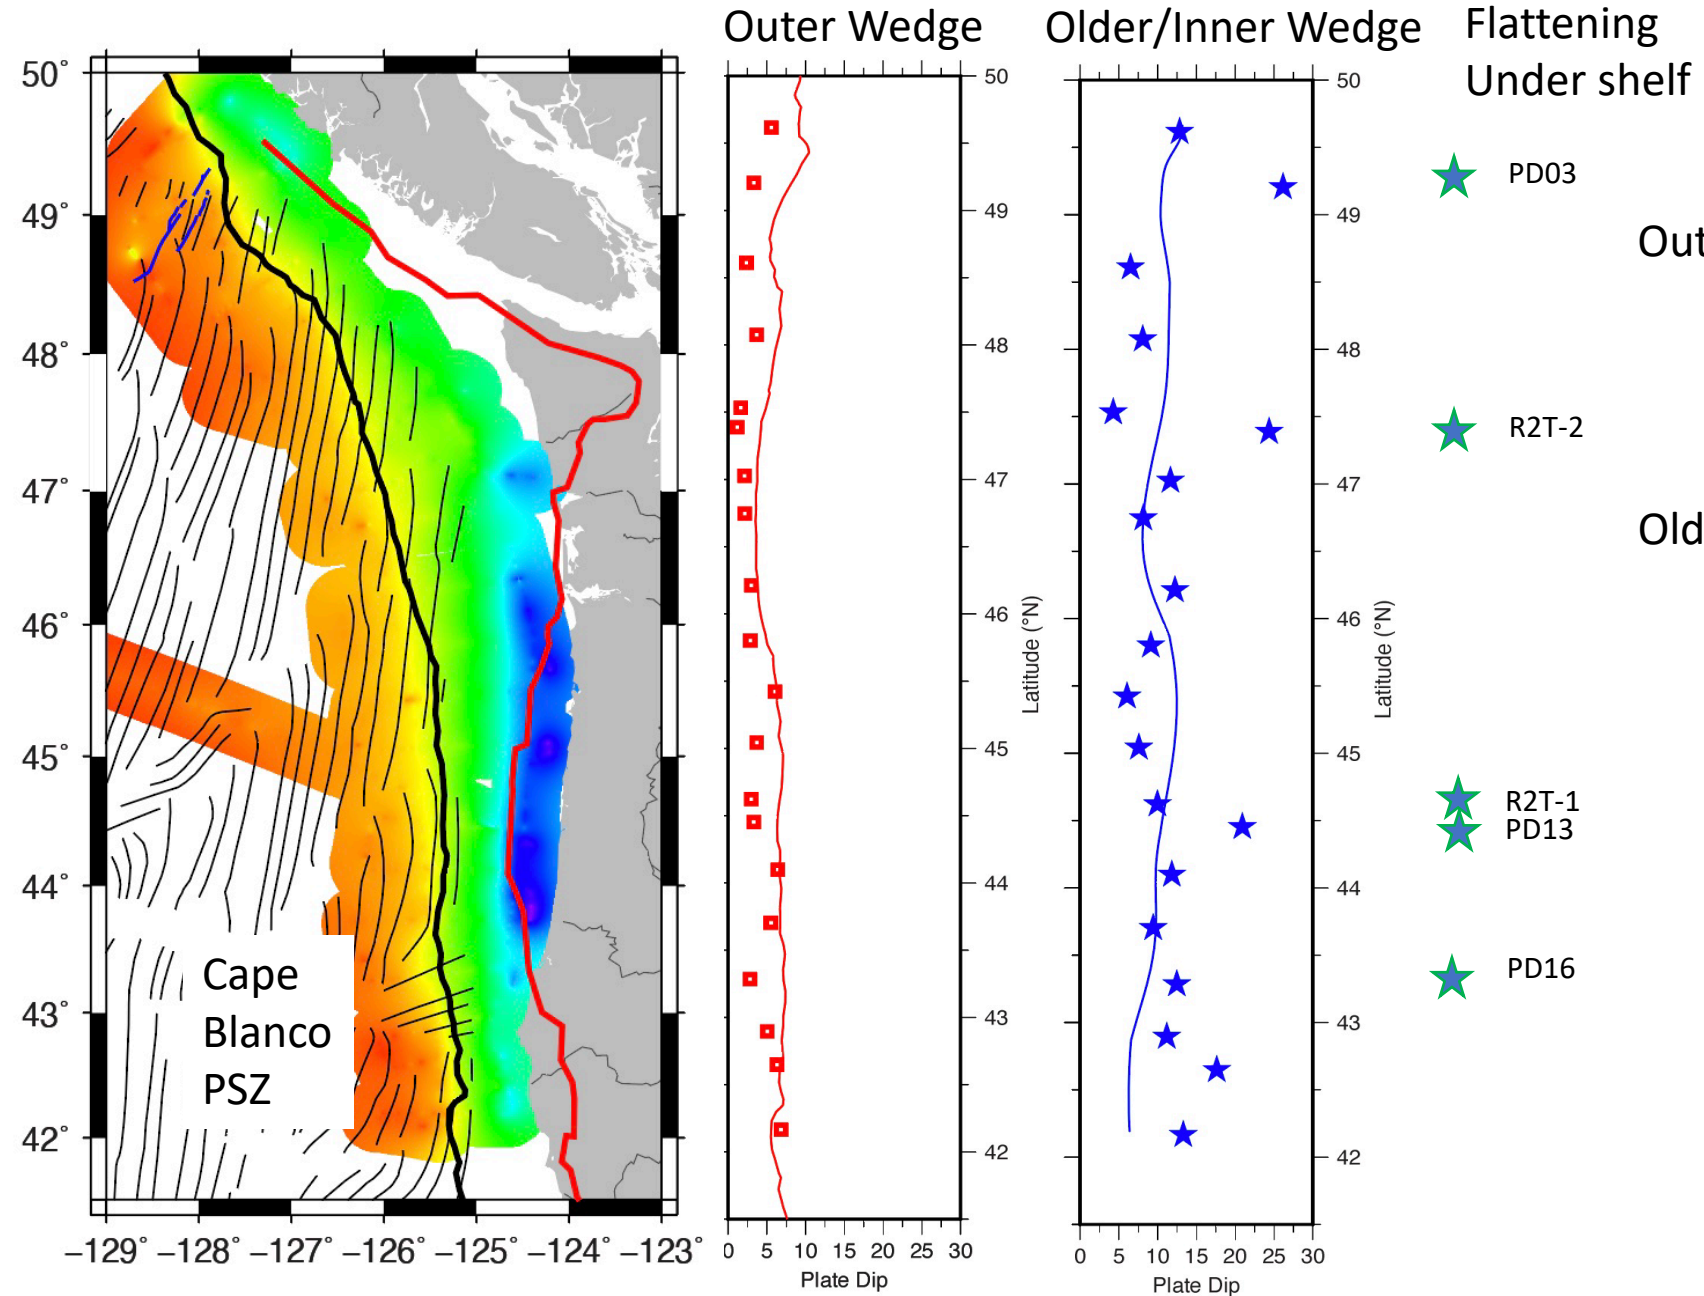 Outer Wedge
Older/Inner Wedge
Flattening
Under shelf
50°
49°
48°
47°
46°
45°
44°
43°
42°
−129° −128° −127° −126° −125° −124° −123°
Cape
Blanco
PSZ
50
49
48
47
46
45
44
43
42
Latitude (°N)
0 5 10 15 20 25 30
Plate Dip
50
49
48
47
46
45
44
43
42
Latitude (°N)
0 5 10 15 20 25 30
Plate Dip
PD03
Out
R2T-2
Old
R2T-1
PD13
PD16